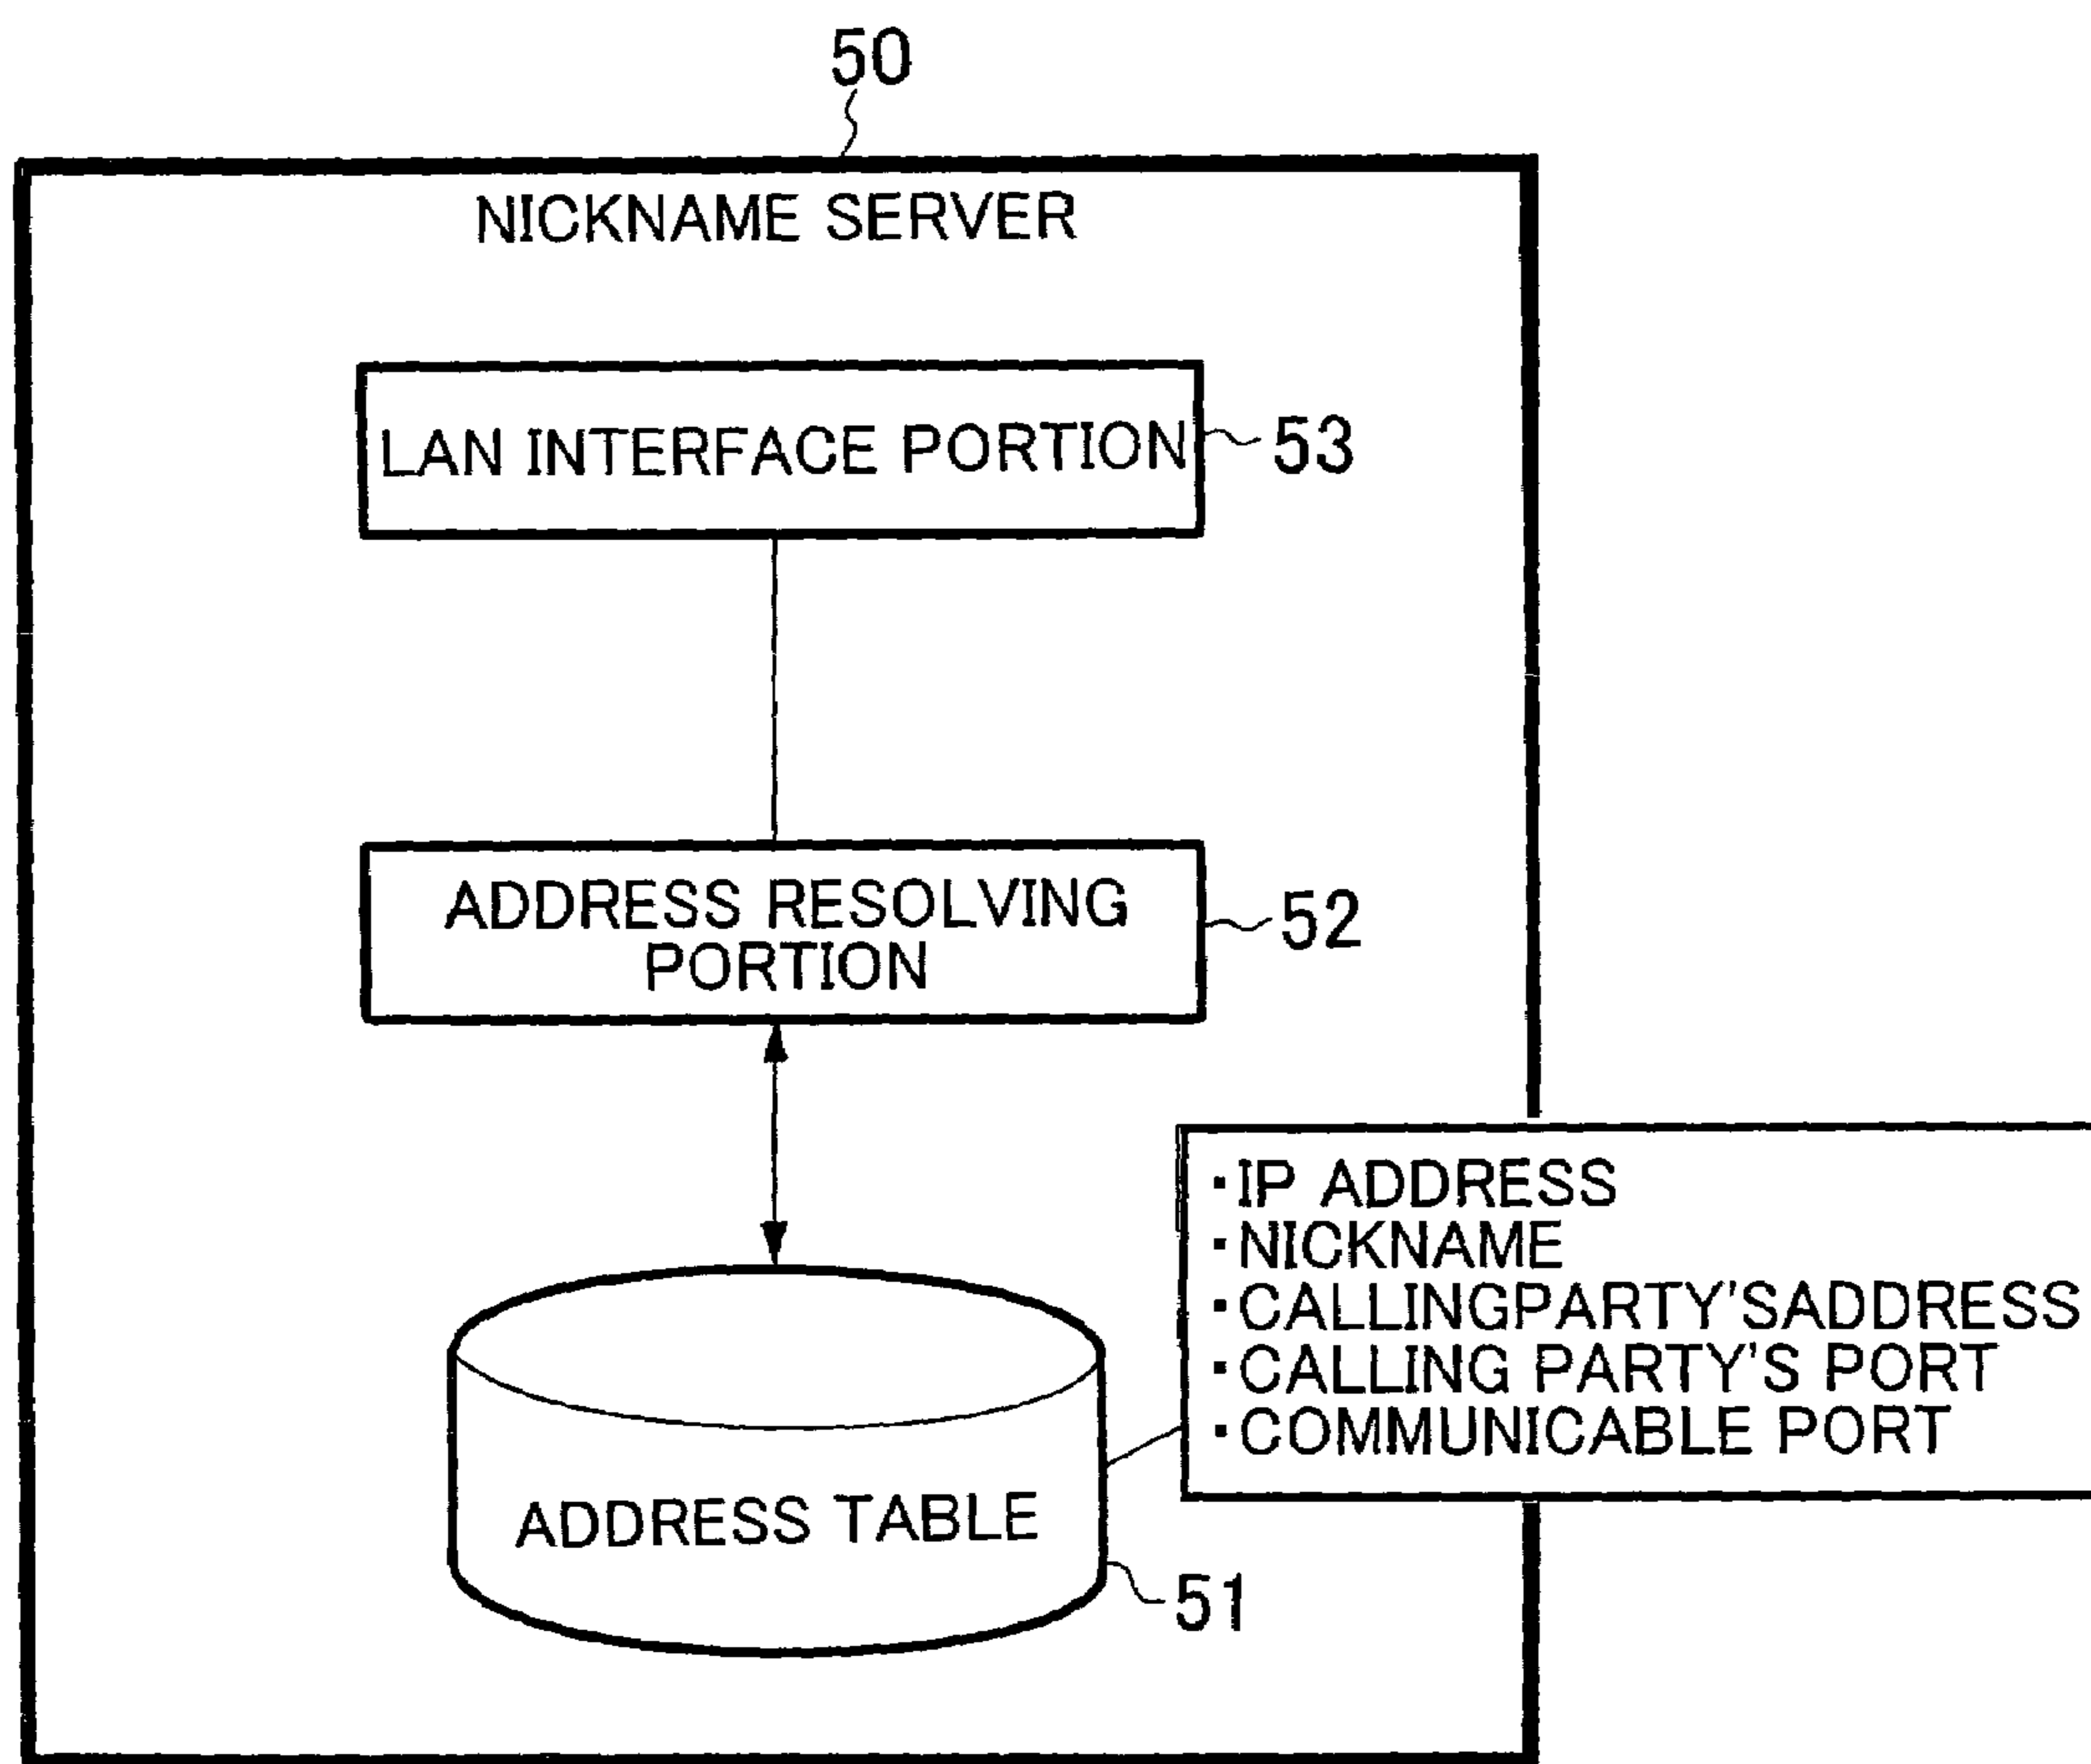 50
NICKNAME SERVER
LAN INTERFACE PORTION
53
ADDRESS RESOLVING
PORTION
52
・IP ADDRESS
・NICKNAME
・CALLINGPARTY'SADDRESS
・CALLING PARTY'S PORT
・COMMUNICABLE PORT
ADDRESS TABLE
51